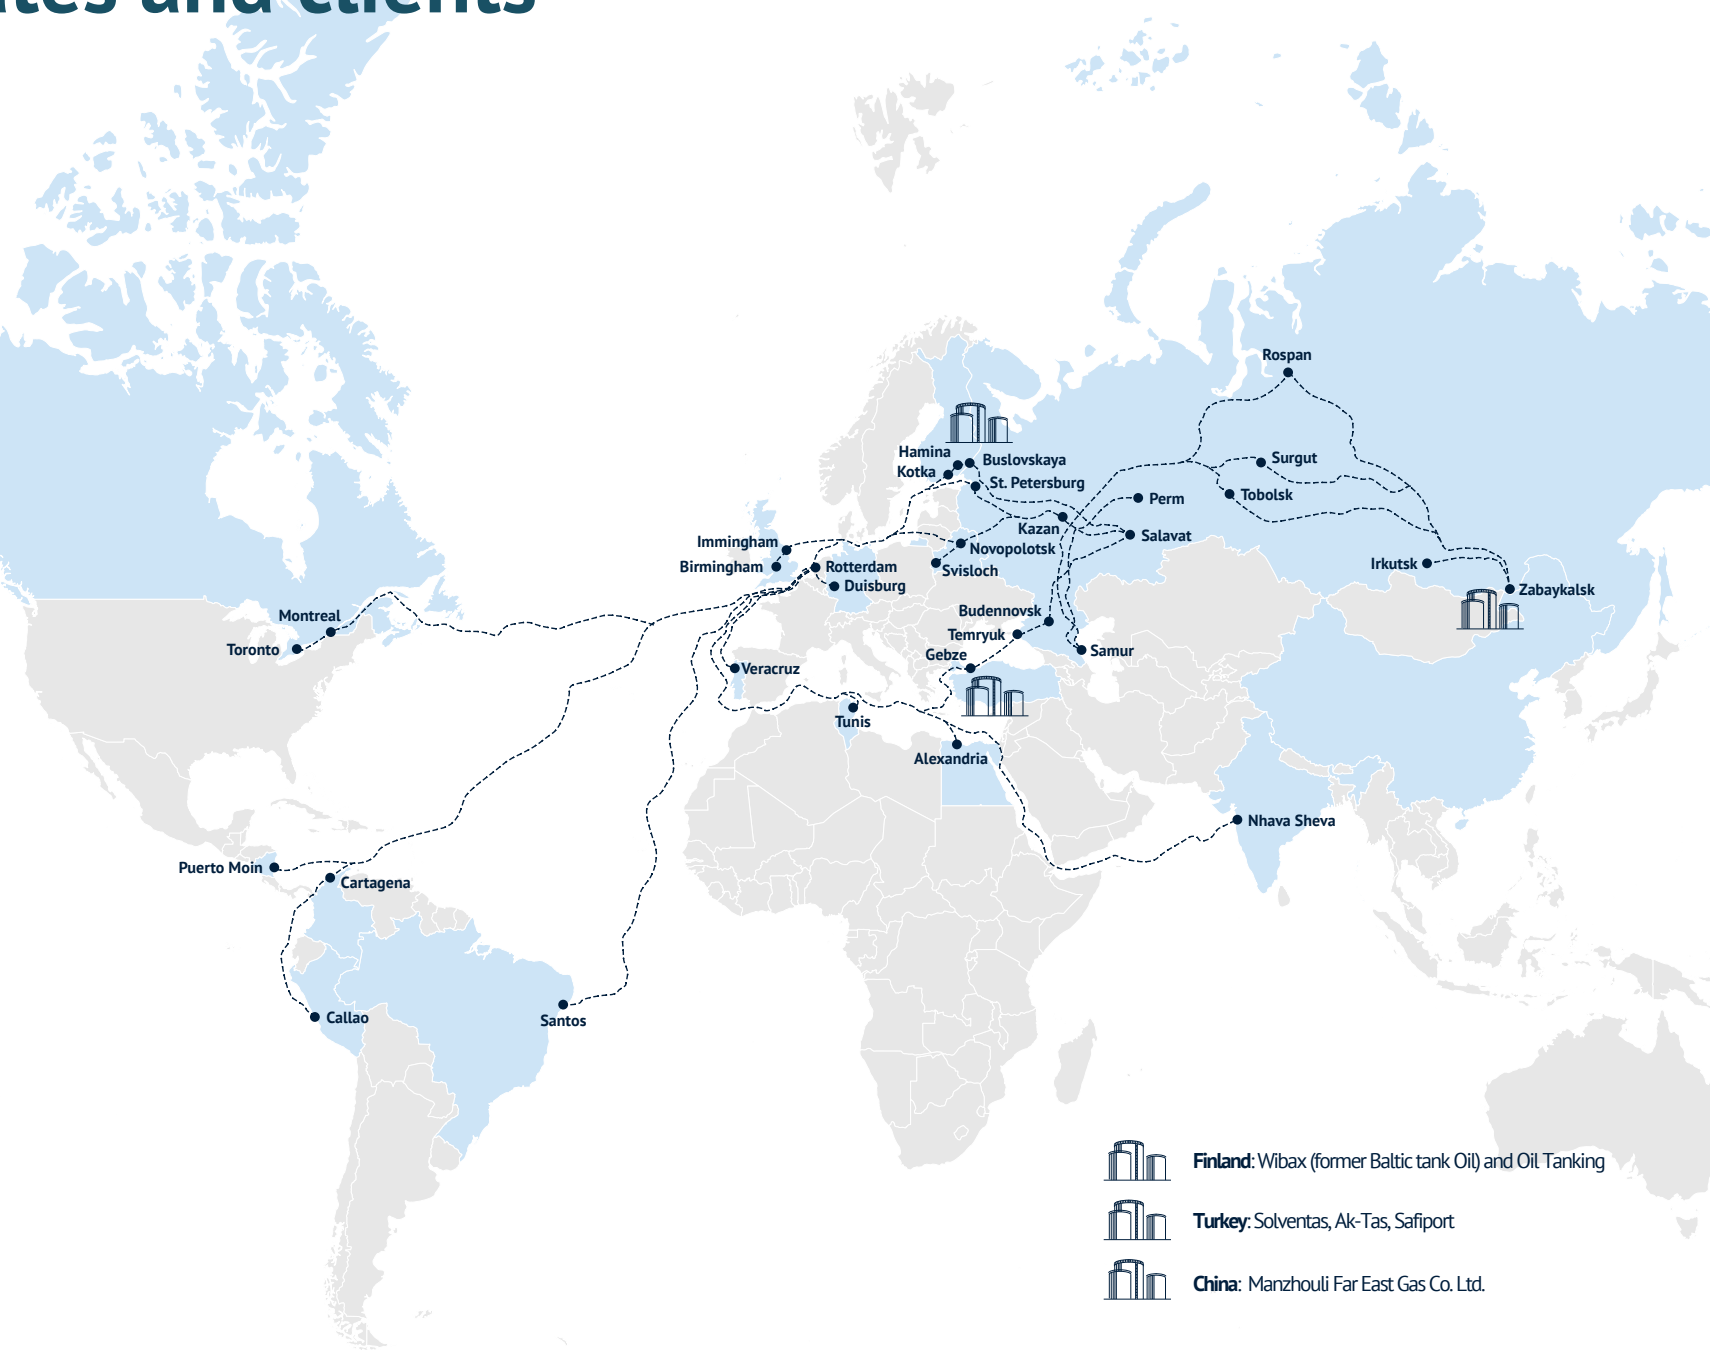 and clients
Rospan
Hamina
Buslovskaya
Kotka
Surgut
St. Petersburg
Tobolsk
Perm
Kazan
Salavat
Immingham
Novopolotsk
Birmingham
Rotterdam
Svisloch
Irkutsk
Duisburg
Zabaykalsk
Montreal
Budennovsk
Temryuk
Toronto
Gebze
Samur
Veracruz
Tunis
Alexandria
Nhava Sheva
Puerto Moin
Cartagena
Callao
Santos
Finland: Wibax (former Baltic tank Oil) and Oil Tanking
Turkey: Solventas, Ak-Tas, Safiport
China: Manzhouli Far East Gas Co. Ltd.